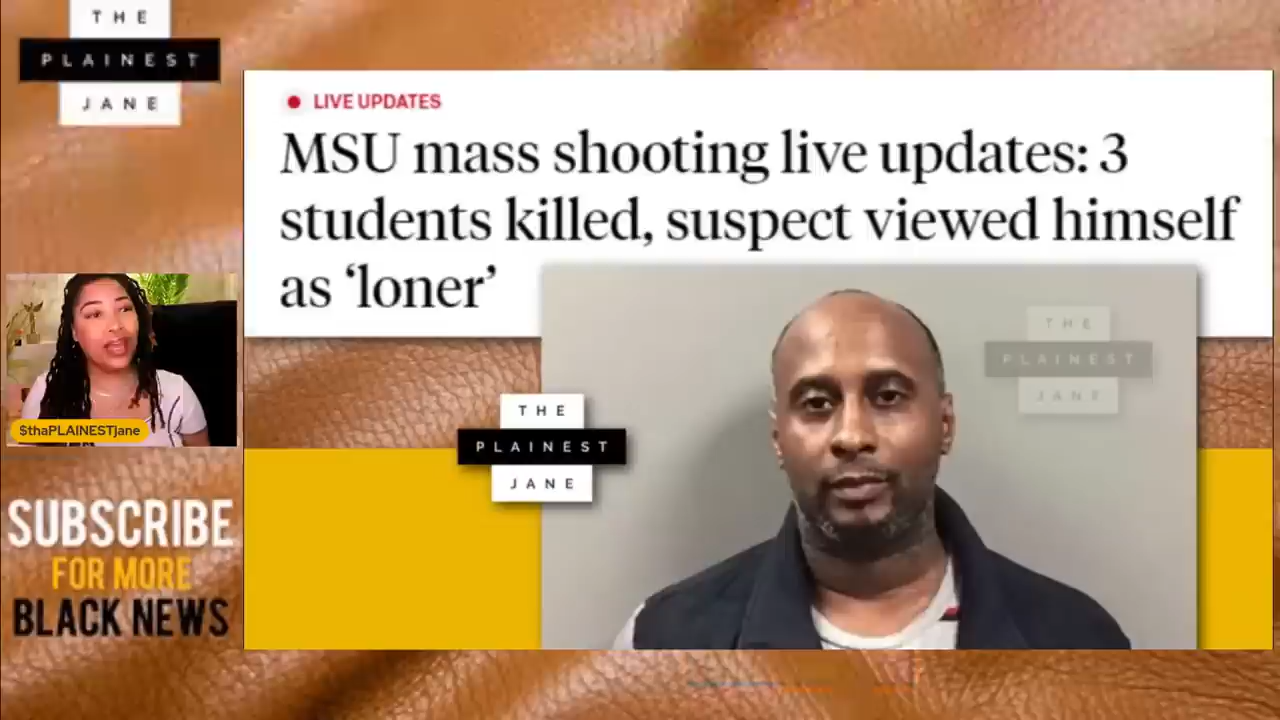 THE
PLAINEST
JANE
LIVE UPDATES
MSU mass shooting live updates: 3
students killed, suspect viewed himself
as ‘loner’
THE
PLAINEST
JANE
THE
PLAINEST
JANE
$thaPLAINESTjane
SUBSCRIBE
FOR MORE
BLACK NEWS